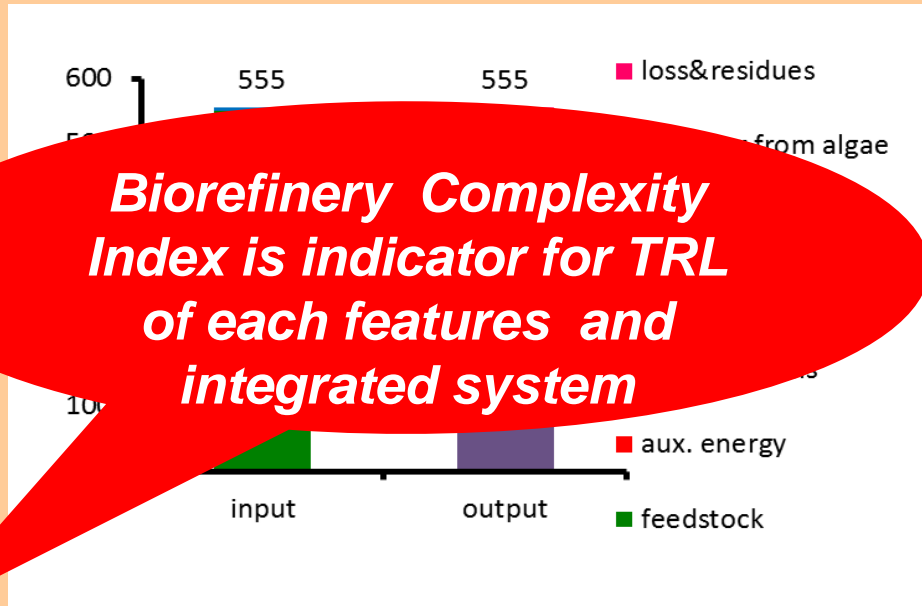 600
555
555
loss&residues
from algae
Biorefinery Complexity
Index is indicator for TRL
of each features and
integrated system
aux. energy
input
output
feedstock